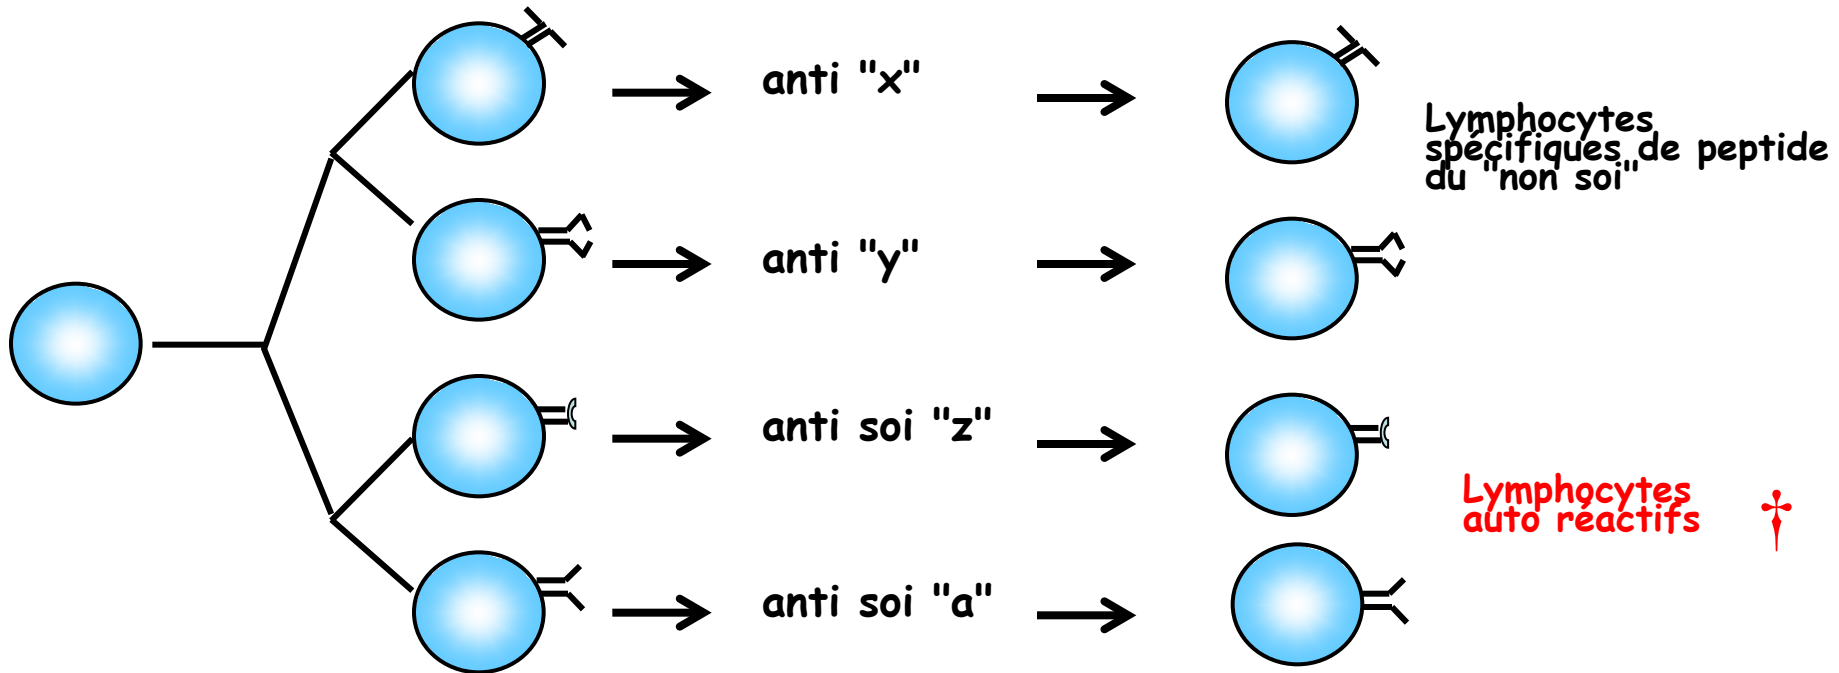 anti "x"
Lymphocytes
spécifiques de peptide
du "non soi"
anti "y"
anti soi "z"
Lymphocytes
auto réactifs †
anti soi "a"